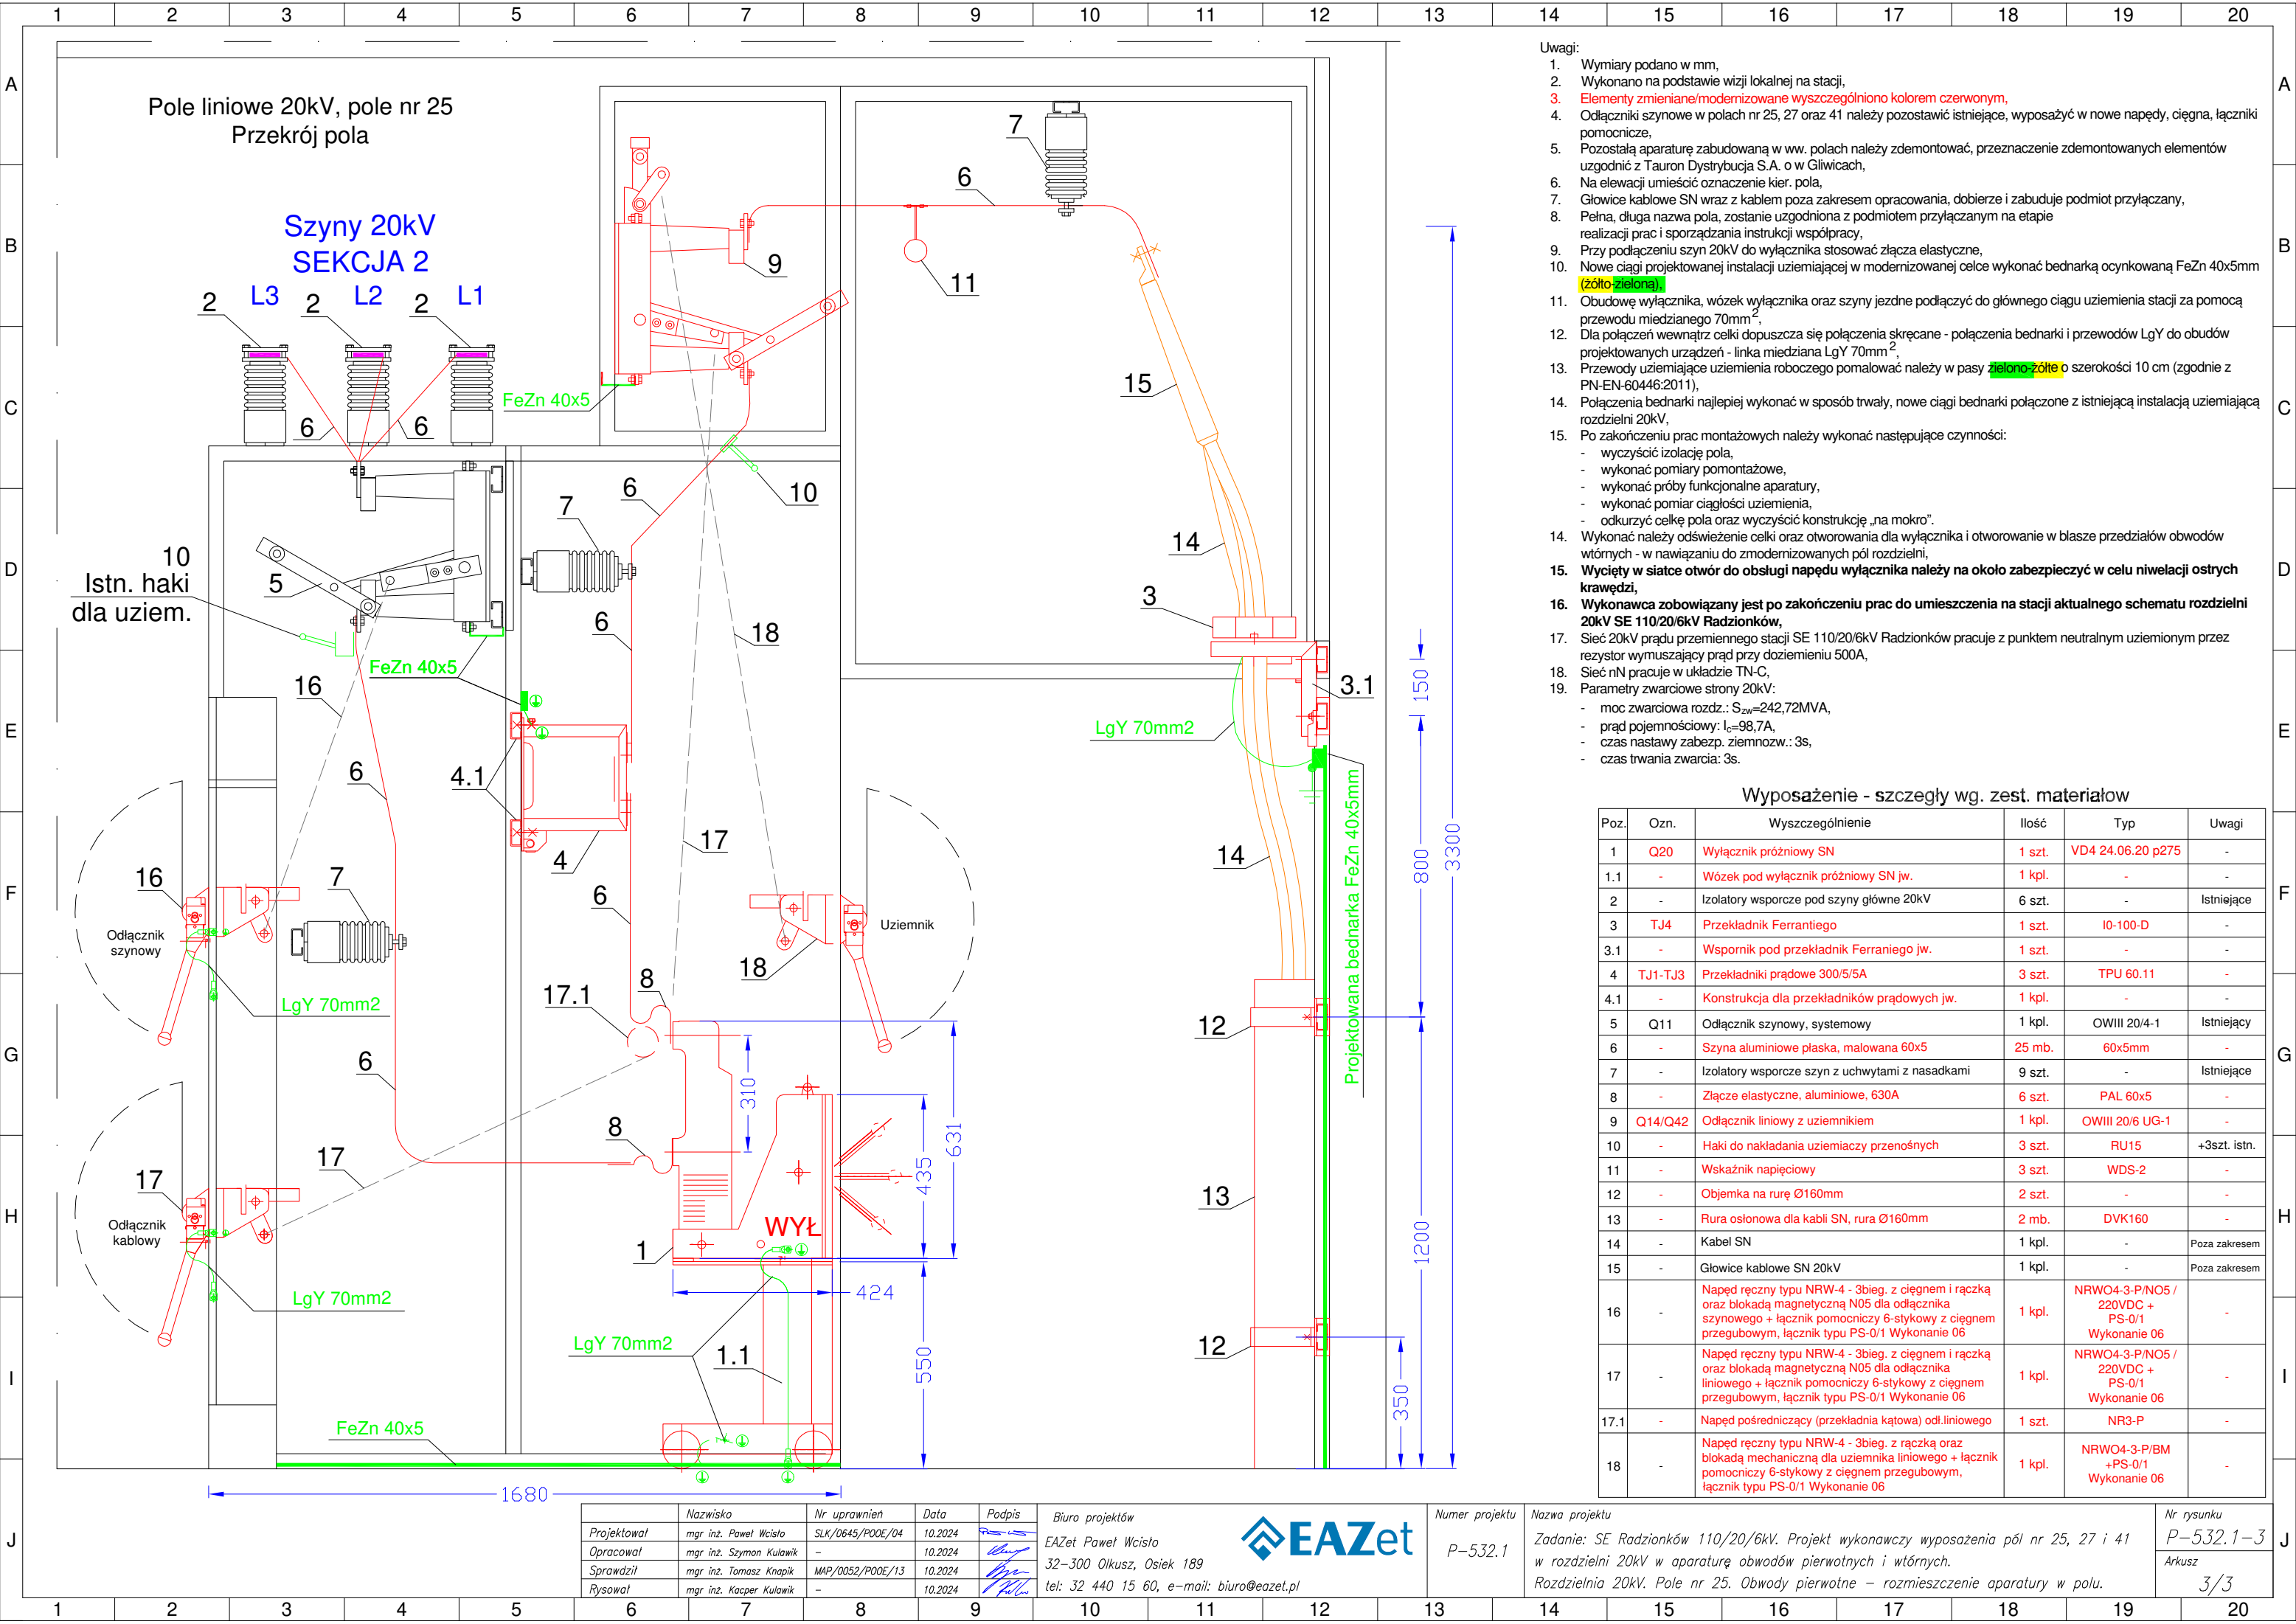 1 2 3 4 5 6 7 8 9 10 11 12 13 14 15 16 17 18 19 20
A
B
C
D
E
F
G
H
I
J
Pole liniowe 20kV, pole nr 25
Przekrój pola
Szyny 20kV
SEKCJA 2
2 L3 2 L2 2 L1
6 6
FeZn 40x5
7
6
9
11
15
10
6
7
10
Istn. haki
dla uziem.
5
14
3
6
18
FeZn 40x5
16
3.1
LgY 70mm2
6
4.1
4
17
14
16
7
6
Odłącznik
szynowy
Uziemnik
18
8
17.1
LgY 70mm2
12
6
8
17
17
Odłącznik
kablowy
13
WYŁ
1
LgY 70mm2
LgY 70mm2
1.1
12
FeZn 40x5
Projektowana bednarka FeZn 40x5mm
150
800
3300
1200
350
310
435
631
424
550
1680
Uwagi:
1. Wymiary podano w mm,
2. Wykonano na podstawie wizji lokalnej na stacji,
3. Elementy zmieniane/modernizowane wyszczególniono kolorem czerwonym,
4. Odłączniki szynowe w polach nr 25, 27 oraz 41 należy pozostawić istniejące, wyposażyć w nowe napędy, cięgna, łączniki
pomocnicze,
5. Pozostałą aparaturę zabudowaną w ww. polach należy zdemontować, przeznaczenie zdemontowanych elementów
uzgodnić z Tauron Dystrybucja S.A. o w Gliwicach,
6. Na elewacji umieścić oznaczenie kier. pola,
7. Głowice kablowe SN wraz z kablem poza zakresem opracowania, dobierze i zabuduje podmiot przyłączany,
8. Pełna, długa nazwa pola, zostanie uzgodniona z podmiotem przyłączanym na etapie
realizacji prac i sporządzania instrukcji współpracy,
9. Przy podłączeniu szyn 20kV do wyłącznika stosować złącza elastyczne,
10. Nowe ciągi projektowanej instalacji uziemiającej w modernizowanej celce wykonać bednarką ocynkowaną FeZn 40x5mm
(żółto-zieloną),
11. Obudowę wyłącznika, wózek wyłącznika oraz szyny jezdne podłączyć do głównego ciągu uziemienia stacji za pomocą
przewodu miedzianego 70mm²,
12. Dla połączeń wewnątrz celki dopuszcza się połączenia skręcane - połączenia bednarki i przewodów LgY do obudów
projektowanych urządzeń - linka miedziana LgY 70mm²,
13. Przewody uziemiające uziemienia roboczego pomalować należy w pasy zielono-żółte o szerokości 10 cm (zgodnie z
PN-EN-60446:2011),
14. Połączenia bednarki najlepiej wykonać w sposób trwały, nowe ciągi bednarki połączone z istniejącą instalacją uziemiającą
rozdzielni 20kV,
15. Po zakończeniu prac montażowych należy wykonać następujące czynności:
- wyczyścić izolację pola,
- wykonać pomiary pomontażowe,
- wykonać próby funkcjonalne aparatury,
- wykonać pomiar ciągłości uziemienia,
- odkurzyć celkę pola oraz wyczyścić konstrukcję „na mokro”.
14. Wykonać należy odświeżenie celki oraz otworowania dla wyłącznika i otworowanie w blasze przedziałów obwodów
wtórnych - w nawiązaniu do zmodernizowanych pól rozdzielni,
15. Wycięty w siatce otwór do obsługi napędu wyłącznika należy na około zabezpieczyć w celu niwelacji ostrych
krawędzi,
16. Wykonawca zobowiązany jest po zakończeniu prac do umieszczenia na stacji aktualnego schematu rozdzielni
20kV SE 110/20/6kV Radzionków,
17. Sieć 20kV prądu przemiennego stacji SE 110/20/6kV Radzionków pracuje z punktem neutralnym uziemionym przez
rezystor wymuszający prąd przy doziemieniu 500A,
18. Sieć nN pracuje w układzie TN-C,
19. Parametry zwarciowe strony 20kV:
- moc zwarciowa rozdz.: Szw=242,72MVA,
- prąd pojemnościowy: Ic=98,7A,
- czas nastawy zabezp. ziemnozw.: 3s,
- czas trwania zwarcia: 3s.
Wyposażenie - szczegły wg. zest. materiałow
Poz. Ozn. Wyszczególnienie Ilość Typ Uwagi
1 Q20 Wyłącznik próżniowy SN 1 szt. VD4 24.06.20 p275 -
1.1 - Wózek pod wyłącznik próżniowy SN jw. 1 kpl. - -
2 - Izolatory wsporcze pod szyny główne 20kV 6 szt. - Istniejące
3 TJ4 Przekładnik Ferrantiego 1 szt. I0-100-D -
3.1 - Wspornik pod przekładnik Ferraniego jw. 1 szt. - -
4 TJ1-TJ3 Przekładniki prądowe 300/5/5A 3 szt. TPU 60.11 -
4.1 - Konstrukcja dla przekładników prądowych jw. 1 kpl. - -
5 Q11 Odłącznik szynowy, systemowy 1 kpl. OWIII 20/4-1 Istniejący
6 - Szyna aluminiowe płaska, malowana 60x5 25 mb. 60x5mm -
7 - Izolatory wsporcze szyn z uchwytami z nasadkami 9 szt. - Istniejące
8 - Złącze elastyczne, aluminiowe, 630A 6 szt. PAL 60x5 -
9 Q14/Q42 Odłącznik liniowy z uziemnikiem 1 kpl. OWIII 20/6 UG-1 -
10 - Haki do nakładania uziemiaczy przenośnych 3 szt. RU15 +3szt. istn.
11 - Wskaźnik napięciowy 3 szt. WDS-2 -
12 - Objemka na rurę Ø160mm 2 szt. - -
13 - Rura osłonowa dla kabli SN, rura Ø160mm 2 mb. DVK160 -
14 - Kabel SN 1 kpl. - Poza zakresem
15 - Głowice kablowe SN 20kV 1 kpl. - Poza zakresem
16 - Napęd ręczny typu NRW-4 - 3bieg. z cięgnem i rączką
oraz blokadą magnetyczną N05 dla odłącznika
szynowego + łącznik pomocniczy 6-stykowy z cięgnem
przegubowym, łącznik typu PS-0/1 Wykonanie 06 1 kpl. NRWO4-3-P/NO5 /
220VDC +
PS-0/1
Wykonanie 06 -
17 - Napęd ręczny typu NRW-4 - 3bieg. z cięgnem i rączką
oraz blokadą magnetyczną N05 dla odłącznika
liniowego + łącznik pomocniczy 6-stykowy z cięgnem
przegubowym, łącznik typu PS-0/1 Wykonanie 06 1 kpl. NRWO4-3-P/NO5 /
220VDC +
PS-0/1
Wykonanie 06 -
17.1 - Napęd pośredniczący (przekładnia kątowa) odł.liniowego 1 szt. NR3-P -
18 - Napęd ręczny typu NRW-4 - 3bieg. z rączką oraz
blokadą mechaniczną dla uziemnika liniowego + łącznik
pomocniczy 6-stykowy z cięgnem przegubowym,
łącznik typu PS-0/1 Wykonanie 06 1 kpl. NRWO4-3-P/BM
+PS-0/1
Wykonanie 06 -
Nazwisko Nr uprawnień Data Podpis
Projektował mgr inż. Paweł Wcisło SLK/0645/POOE/04 10.2024
Opracował mgr inż. Szymon Kulawik - 10.2024
Sprawdził mgr inż. Tomasz Knapik MAP/0052/POOE/13 10.2024
Rysował mgr inż. Kacper Kulawik - 10.2024
Biuro projektów
EAZet Paweł Wcisło
32-300 Olkusz, Osiek 189
tel: 32 440 15 60, e-mail: biuro@eazet.pl
EAZet
Numer projektu
P-532.1
Nazwa projektu
Zadanie: SE Radzionków 110/20/6kV. Projekt wykonawczy wyposażenia pól nr 25, 27 i 41
w rozdzielni 20kV w aparaturę obwodów pierwotnych i wtórnych.
Rozdzielnia 20kV. Pole nr 25. Obwody pierwotne – rozmieszczenie aparatury w polu.
Nr rysunku
P-532.1-3
Arkusz
3/3
1 2 3 4 5 6 7 8 9 10 11 12 13 14 15 16 17 18 19 20